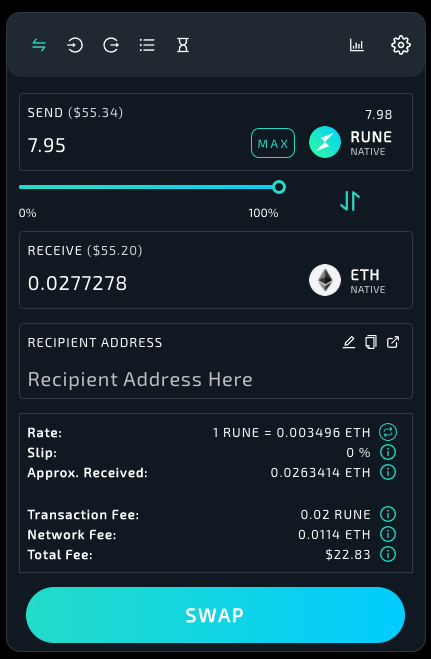 SEND ($55.34)
7.98
7.95
MAX
RUNE
NATIVE
0%
100%
RECEIVE ($55.20)
0.0277278
ETH
NATIVE
RECIPIENT ADDRESS
Recipient Address Here
Rate: 1 RUNE = 0.003496 ETH
Slip: 0 %
Approx. Received: 0.0263414 ETH
Transaction Fee: 0.02 RUNE
Network Fee: 0.0114 ETH
Total Fee: $22.83
SWAP